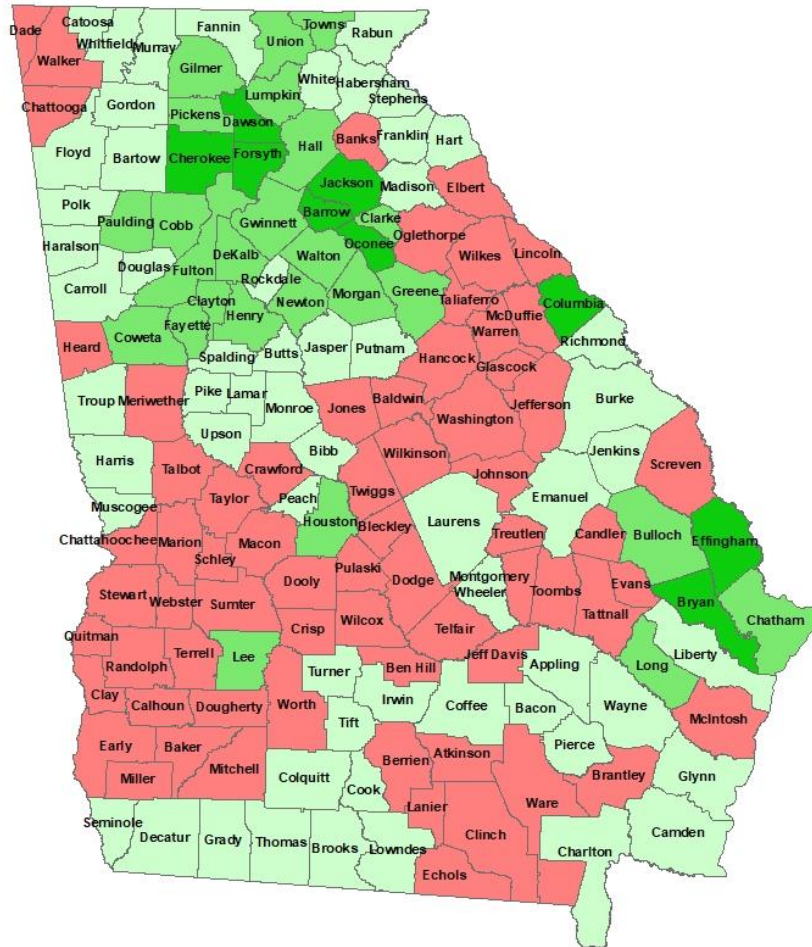 Dade
Catoosa
Whitfield
Murray
Fannin
Union
Towns
Rabun
Walker
Gilmer
White
Habersham
Stephens
Chattooga
Gordon
Pickens
Lumpkin
Dawson
Floyd
Bartow
Cherokee
Forsyth
Hall
Banks
Franklin
Hart
Polk
Paulding
Cobb
Gwinnett
Jackson
Barrow
Madison
Elbert
Haralson
Douglas
Fulton
DeKalb
Walton
Clarke
Oconee
Oglethorpe
Wilkes
Lincoln
Carroll
Clayton
Rockdale
Newton
Morgan
Greene
Taliaferro
McDuffie
Columbia
Heard
Coweta
Fayette
Henry
Warren
Richmond
Spalding
Butts
Jasper
Putnam
Hancock
Glascock
Troup
Meriwether
Pike
Lamar
Monroe
Jones
Baldwin
Washington
Jefferson
Burke
Upson
Harris
Talbot
Crawford
Bibb
Wilkinson
Johnson
Jenkins
Screven
Muscogee
Taylor
Peach
Houston
Twiggs
Bleckley
Laurens
Emanuel
Chattahoochee
Marion
Schley
Macon
Treutlen
Candler
Bulloch
Effingham
Stewart
Webster
Sumter
Dooly
Pulaski
Dodge
Montgomery
Wheeler
Toombs
Evans
Tattnall
Bryan
Chatham
Quitman
Randolph
Terrell
Lee
Crisp
Wilcox
Telfair
Jeff Davis
Appling
Long
Liberty
Clay
Calhoun
Dougherty
Worth
Turner
Ben Hill
Irwin
Coffee
Bacon
Wayne
McIntosh
Early
Baker
Mitchell
Tift
Berrien
Atkinson
Pierce
Brantley
Glynn
Miller
Colquitt
Cook
Lanier
Ware
Seminole
Decatur
Grady
Thomas
Brooks
Lowndes
Clinch
Charlton
Camden
Echols